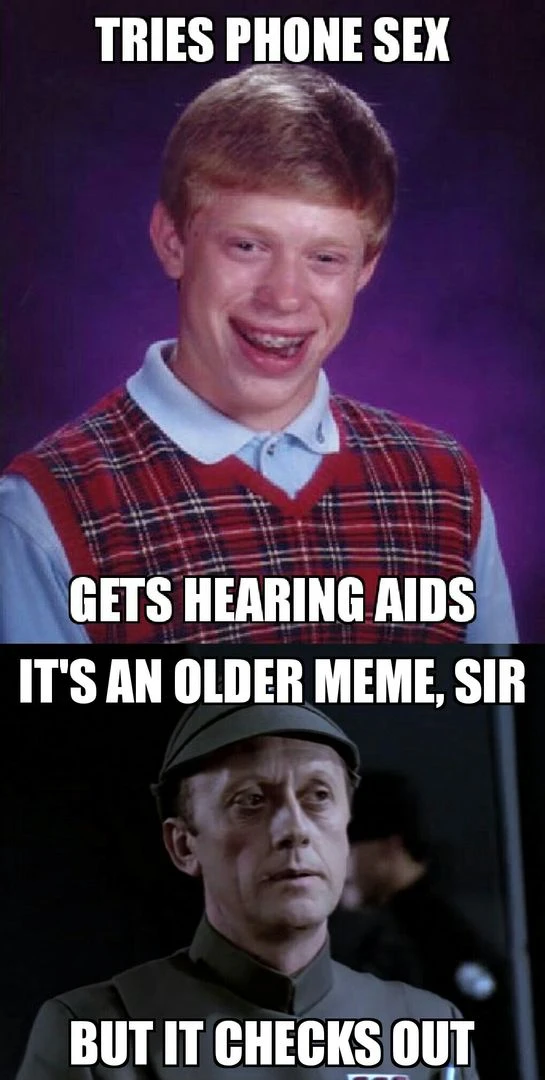 TRIES PHONE SEX
GETS HEARING AIDS
IT'S AN OLDER MEME, SIR
BUT IT CHECKS OUT